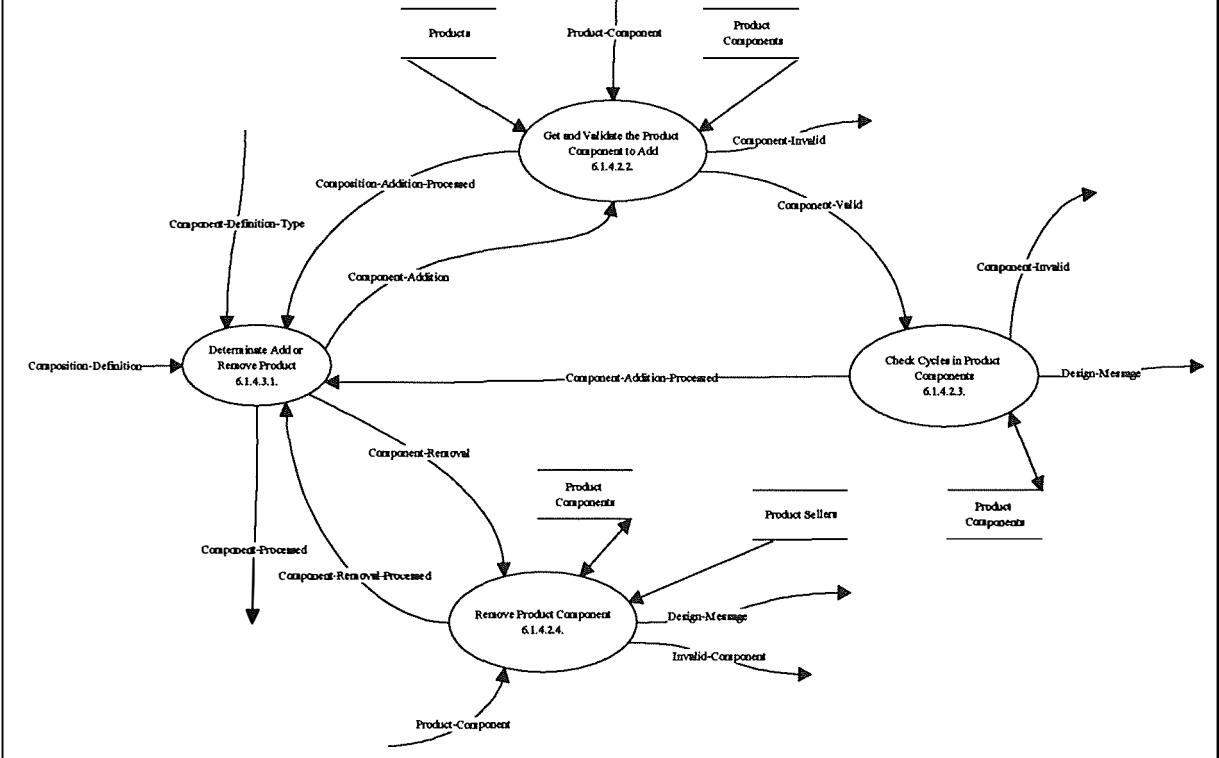 Products
Product-Component
Product
Components
Get and Validate the Product
Component to Add
6.1.4.2.2.
Component-Invalid
Composition-Addition-Processed
Component-Valid
Component-Definition-Type
Component-Addition
Component-Invalid
Composition-Definition
Determinate Add or
Remove Product
6.1.4.3.1.
Component-Addition-Processed
Check Cycles in Product
Components
6.1.4.2.3.
Design-Message
Component-Removal
Product
Components
Product Sellers
Product
Components
Component-Processed
Component-Removal-Processed
Remove Product Component
6.1.4.2.4.
Design-Message
Invalid-Component
Product-Component